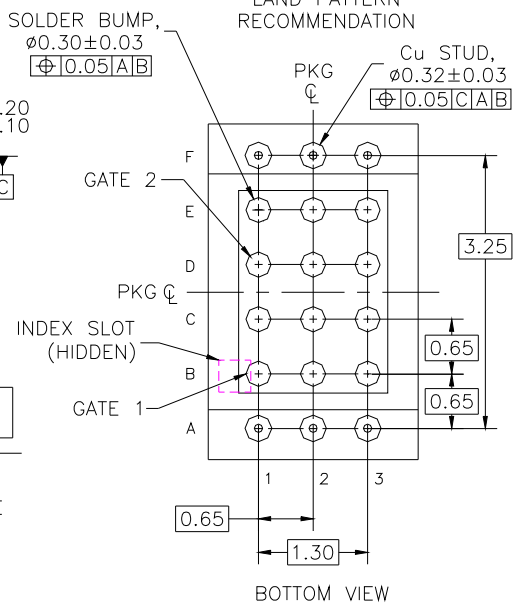 LAND PATTERN
RECOMMENDATION
SOLDER BUMP,
⌀0.30±0.03
⌖ 0.05 A B
Cu STUD,
⌀0.32±0.03
⌖ 0.05 C A B
PKG
℄
.20
.10
C
F
GATE 2
E
D
3.25
PKG ℄
C
INDEX SLOT
(HIDDEN)
0.65
B
0.65
GATE 1
A
1 2 3
0.65
1.30
BOTTOM VIEW